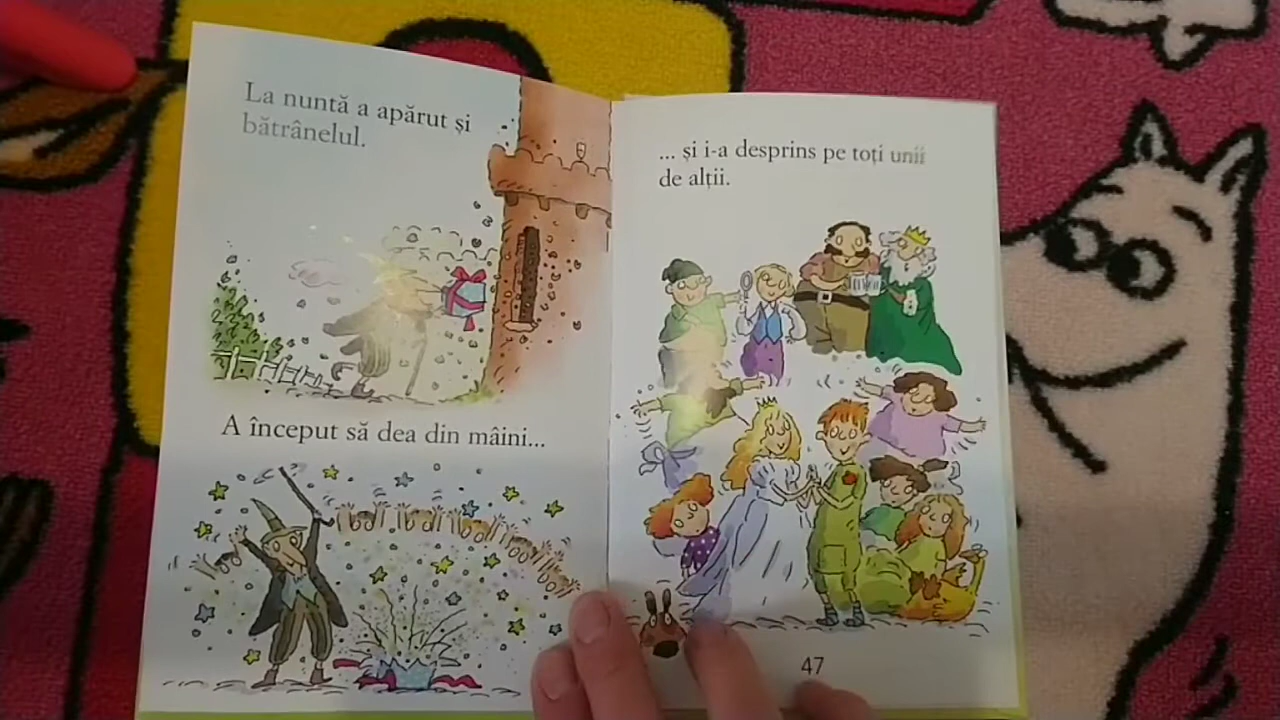 La nuntă a apărut și
bătrânelul.
A început să dea din mâini...
... și i-a desprins pe toți unii
de alții.
47